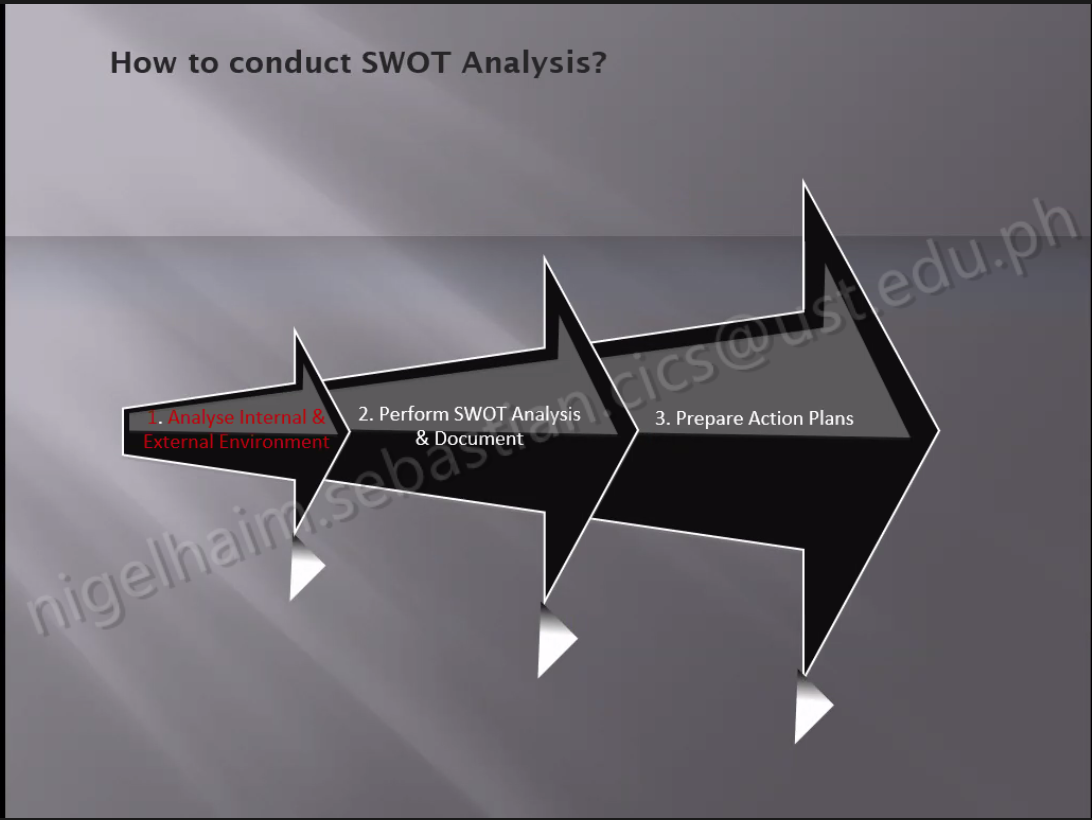 How to conduct SWOT Analysis?
1. Analyse Internal &
External Environment
2. Perform SWOT Analysis
& Document
3. Prepare Action Plans
nigelhaim.sebastian.cics@ust.edu.ph